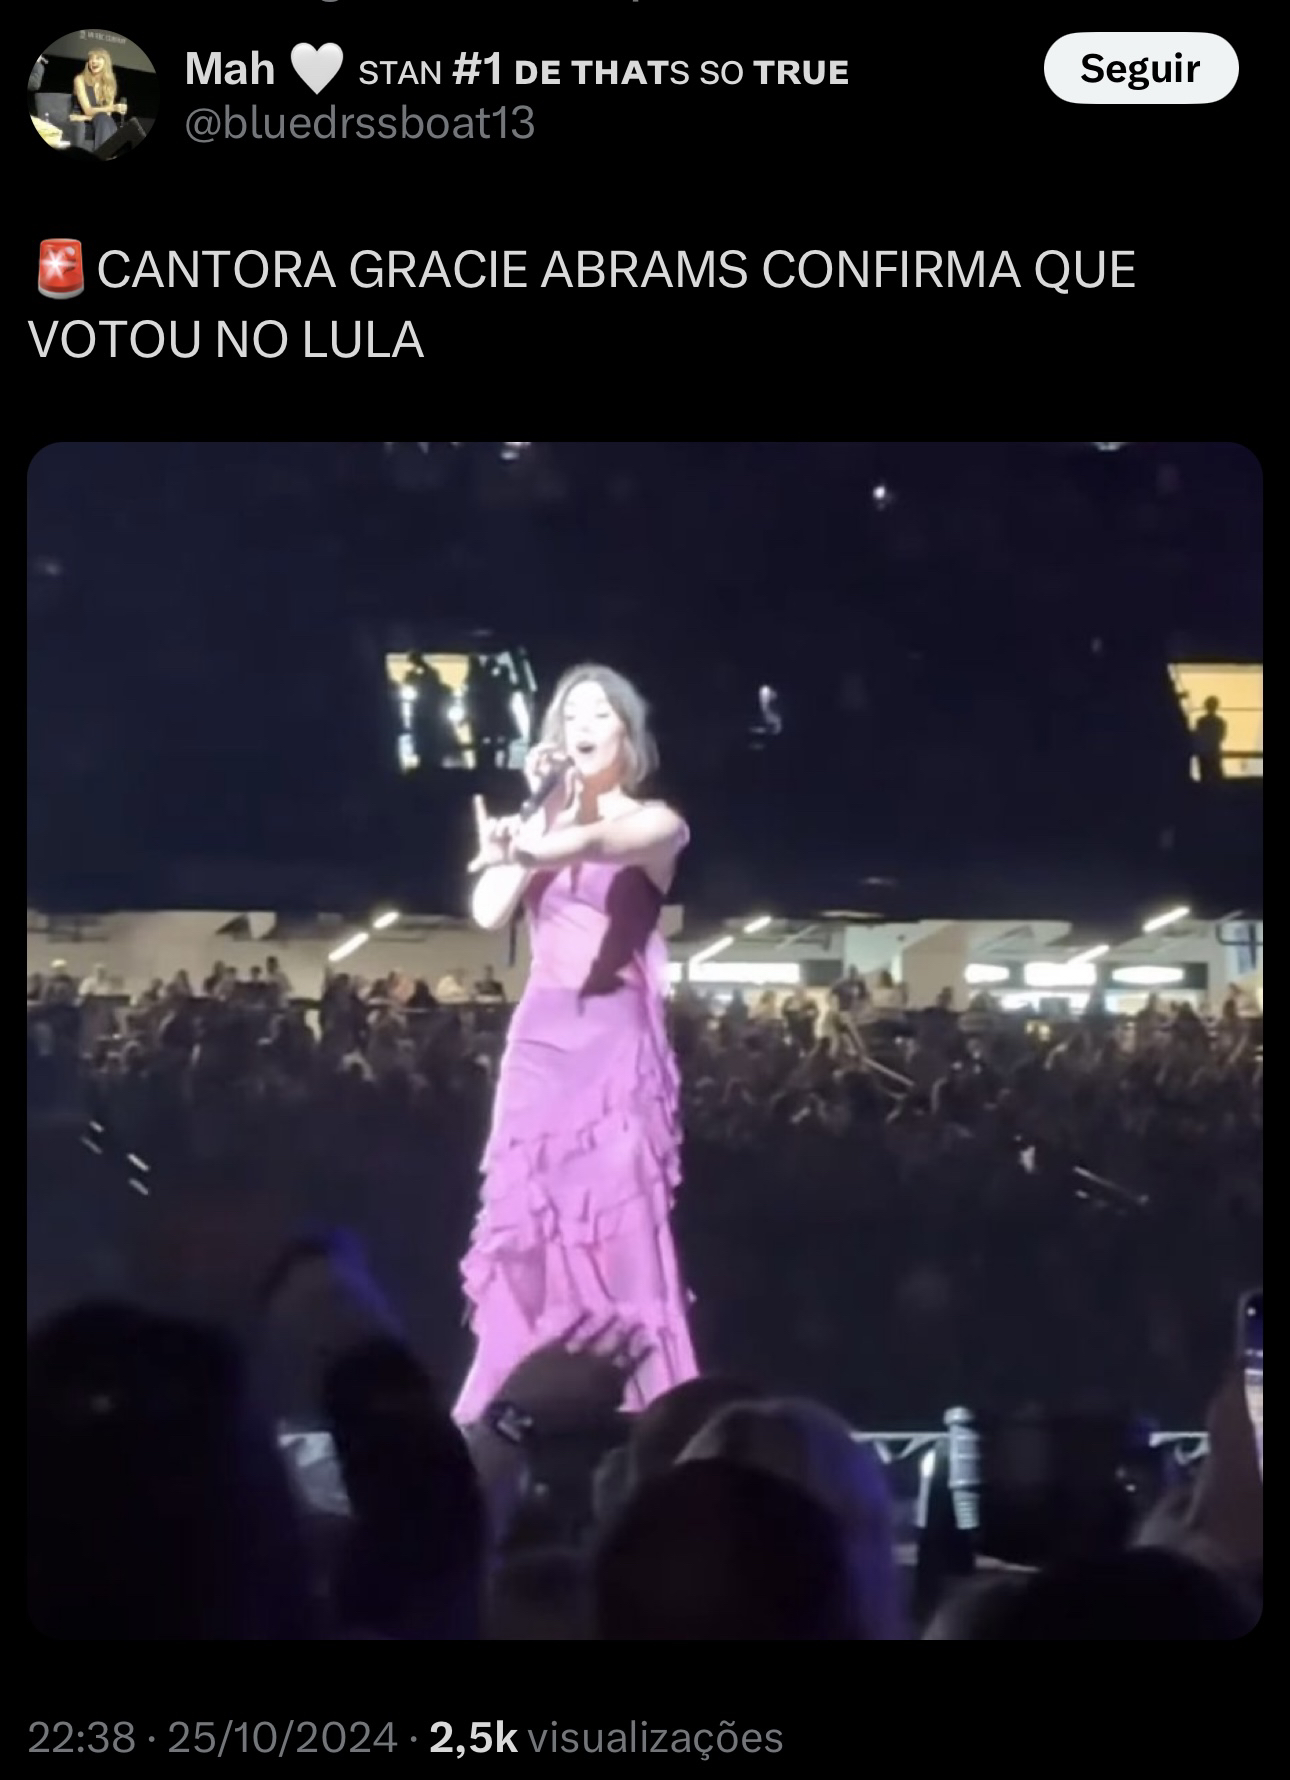 Mah 🤍 STAN #1 DE THATS SO TRUE
Seguir
@bluedrssboat13
🚨CANTORA GRACIE ABRAMS CONFIRMA QUE
VOTOU NO LULA
22:38 · 25/10/2024 · 2,5k visualizações